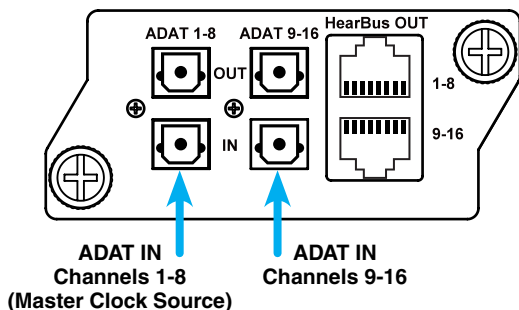 HearBus OUT
ADAT 1-8 ADAT 9-16
OUT
1-8
IN
9-16
ADAT IN
Channels 1-8
(Master Clock Source)
ADAT IN
Channels 9-16